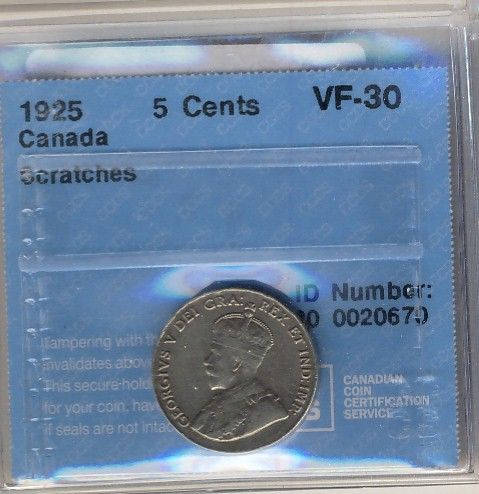 1925 5 Cents VF-30
Canada
Scratches
ID Number:
0020670
Tampering with th
invalidates above
This secure-hold
for your coin, hav
if seals are not intac
CANADIAN
COIN
CERTIFICATION
SERVICE
GEORGIVS V DEI GRA: REX ET IND:IMP: